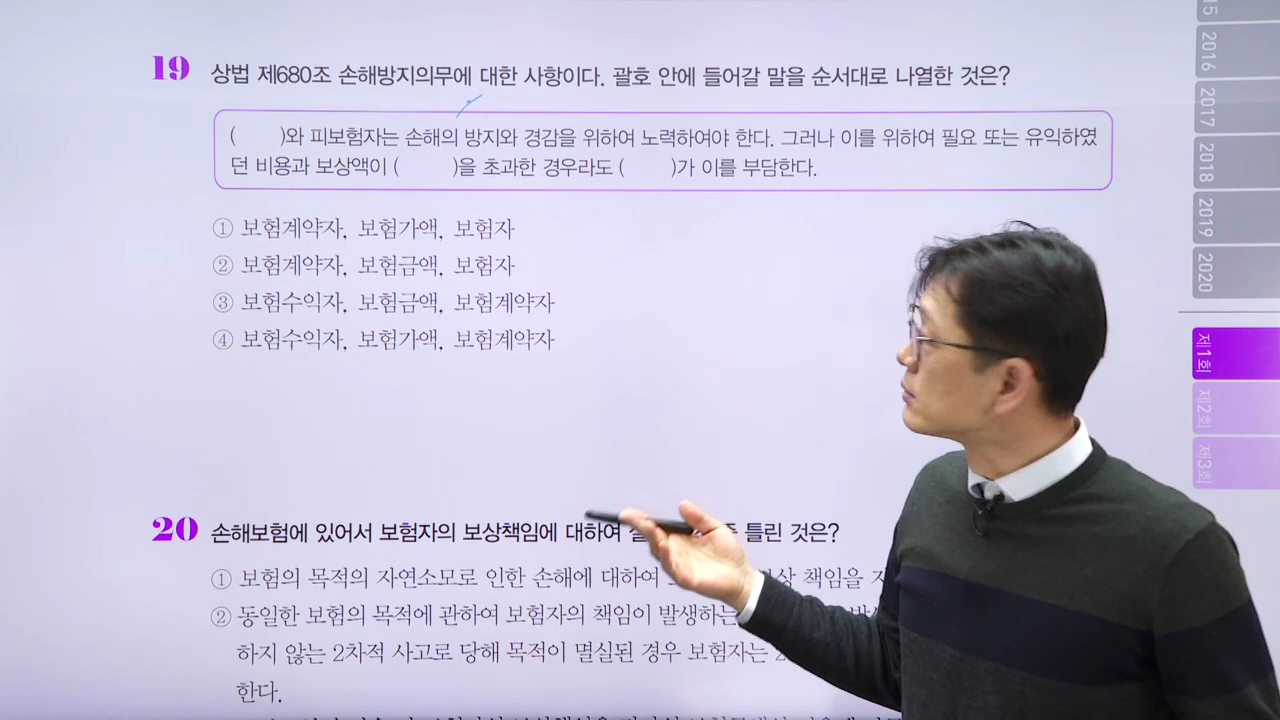 19 상법 제680조 손해방지의무에 대한 사항이다. 괄호 안에 들어갈 말을 순서대로 나열한 것은?
( )와 피보험자는 손해의 방지와 경감을 위하여 노력하여야 한다. 그러나 이를 위하여 필요 또는 유익하였
던 비용과 보상액이 ( )을 초과한 경우라도 ( )가 이를 부담한다.
① 보험계약자, 보험가액, 보험자
② 보험계약자, 보험금액, 보험자
③ 보험수익자, 보험금액, 보험계약자
④ 보험수익자, 보험가액, 보험계약자
20 손해보험에 있어서 보험자의 보상책임에 대하여 틀린 것은?
① 보험의 목적의 자연소모로 인한 손해에 대하여 책임을
② 동일한 보험의 목적에 관하여 보험자의 책임이 발생하는
하지 않는 2차적 사고로 당해 목적이 멸실된 경우 보험자는
한다.
15
2016
2017
2018
2019
2020
제1회
제2회
제3회